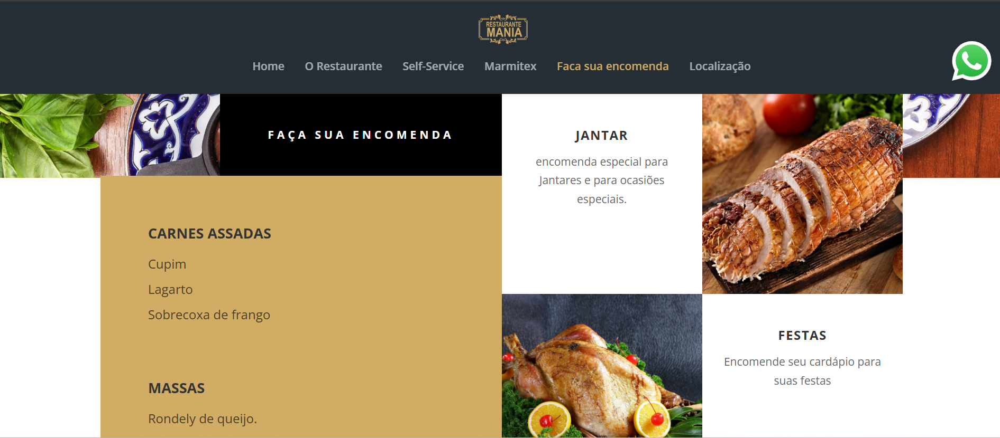 RESTAURANTE
MANIA
Home
O Restaurante
Self-Service
Marmitex
Faca sua encomenda
Localização
FAÇA SUA ENCOMENDA
CARNES ASSADAS
Cupim
Lagarto
Sobrecoxa de frango
MASSAS
Rondely de queijo.
JANTAR
encomenda especial para
Jantares e para ocasiões
especiais.
FESTAS
Encomende seu cardápio para
suas festas